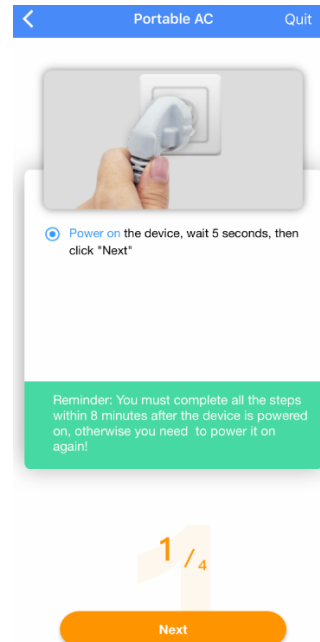 Portable AC Quit
Power on the device, wait 5 seconds, then
click "Next"
Reminder: You must complete all the steps
within 8 minutes after the device is powered
on, otherwise you need to power it on
again!
1 / 4
Next